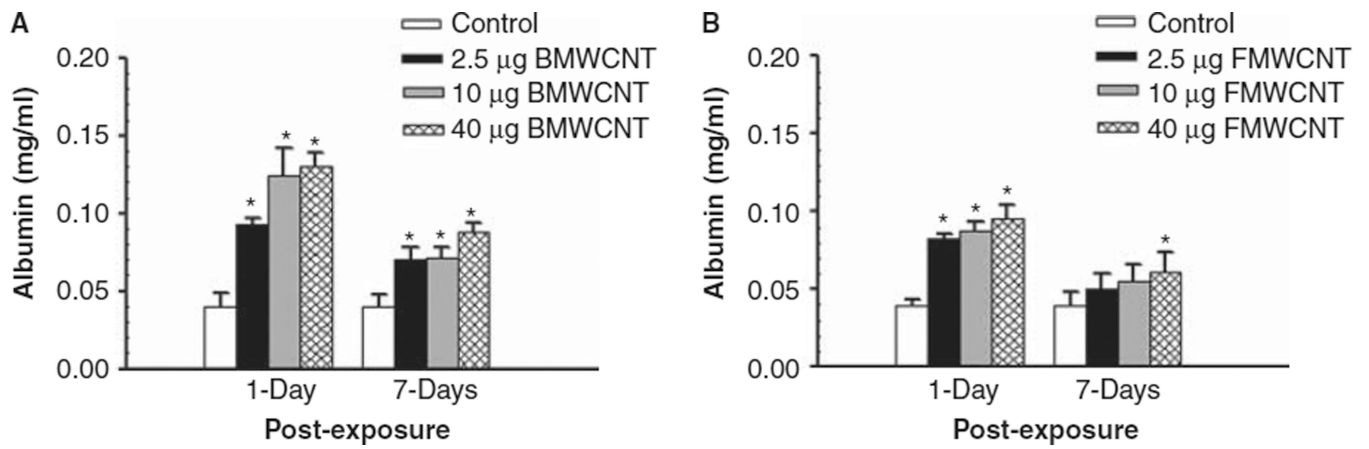 A
Control
2.5 μg BMWCNT
10 μg BMWCNT
40 μg BMWCNT
Albumin (mg/ml)
0.20
0.15
0.10
0.05
0.00
* * *
* * *
1-Day 7-Days
Post-exposure
B
Control
2.5 μg FMWCNT
10 μg FMWCNT
40 μg FMWCNT
Albumin (mg/ml)
0.20
0.15
0.10
0.05
0.00
* * *
*
1-Day 7-Days
Post-exposure